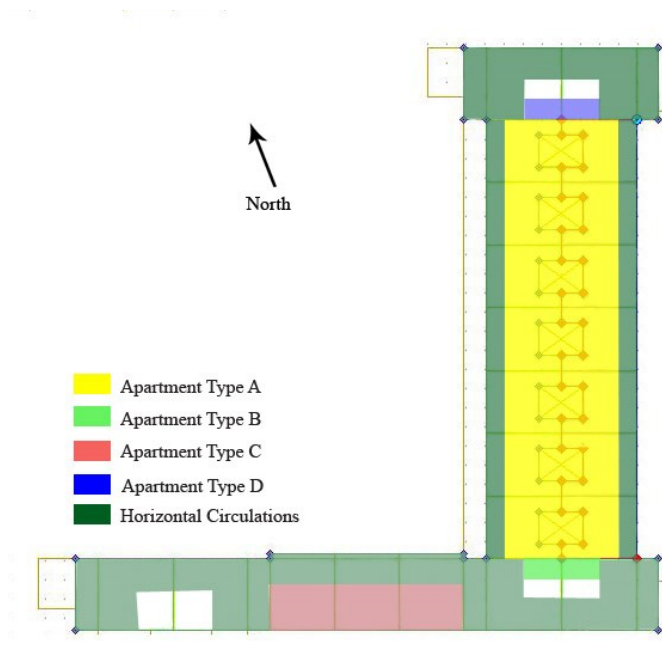 North
Apartment Type A
Apartment Type B
Apartment Type C
Apartment Type D
Horizontal Circulations